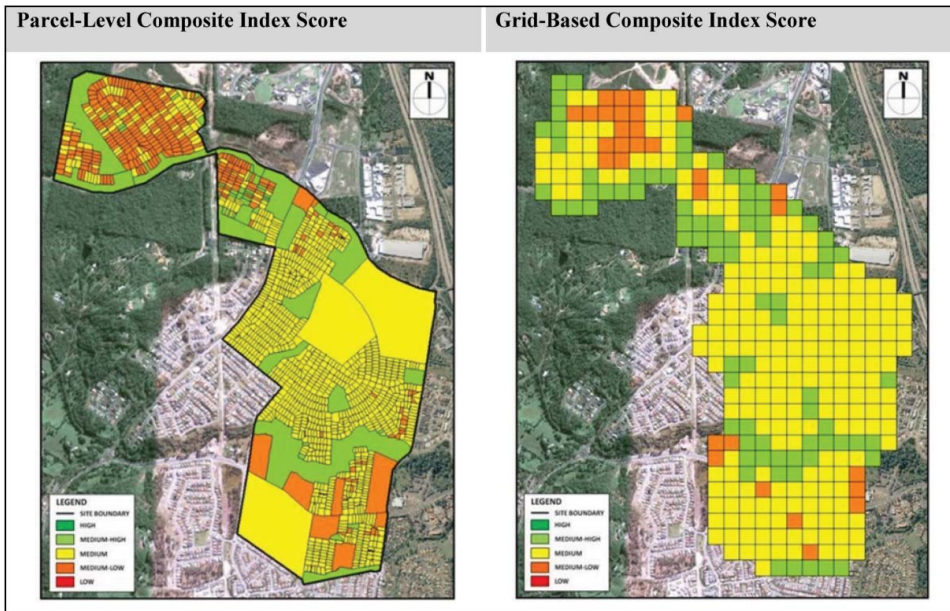 Parcel-Level Composite Index Score
Grid-Based Composite Index Score
N
LEGEND
SITE BOUNDARY
HIGH
MEDIUM-HIGH
MEDIUM
MEDIUM-LOW
LOW
N
LEGEND
SITE BOUNDARY
HIGH
MEDIUM-HIGH
MEDIUM
MEDIUM-LOW
LOW